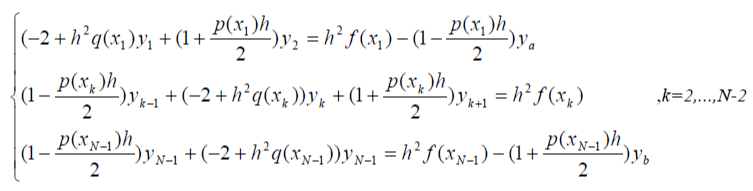 (-2 + h²q(x₁)y₁ + (1 + p(x₁)h/2)y₂ = h²f(x₁) - (1 - p(x₁)h/2)yₐ
(1 - p(xₖ)h/2)yₖ₋₁ + (-2 + h²q(xₖ))yₖ + (1 + p(xₖ)h/2)yₖ₊₁ = h²f(xₖ) ,k=2,...,N-2
(1 - p(x_{N-1})h/2)y_{N-1} + (-2 + h²q(x_{N-1}))y_{N-1} = h²f(x_{N-1}) - (1 + p(x_{N-1})h/2)y_b